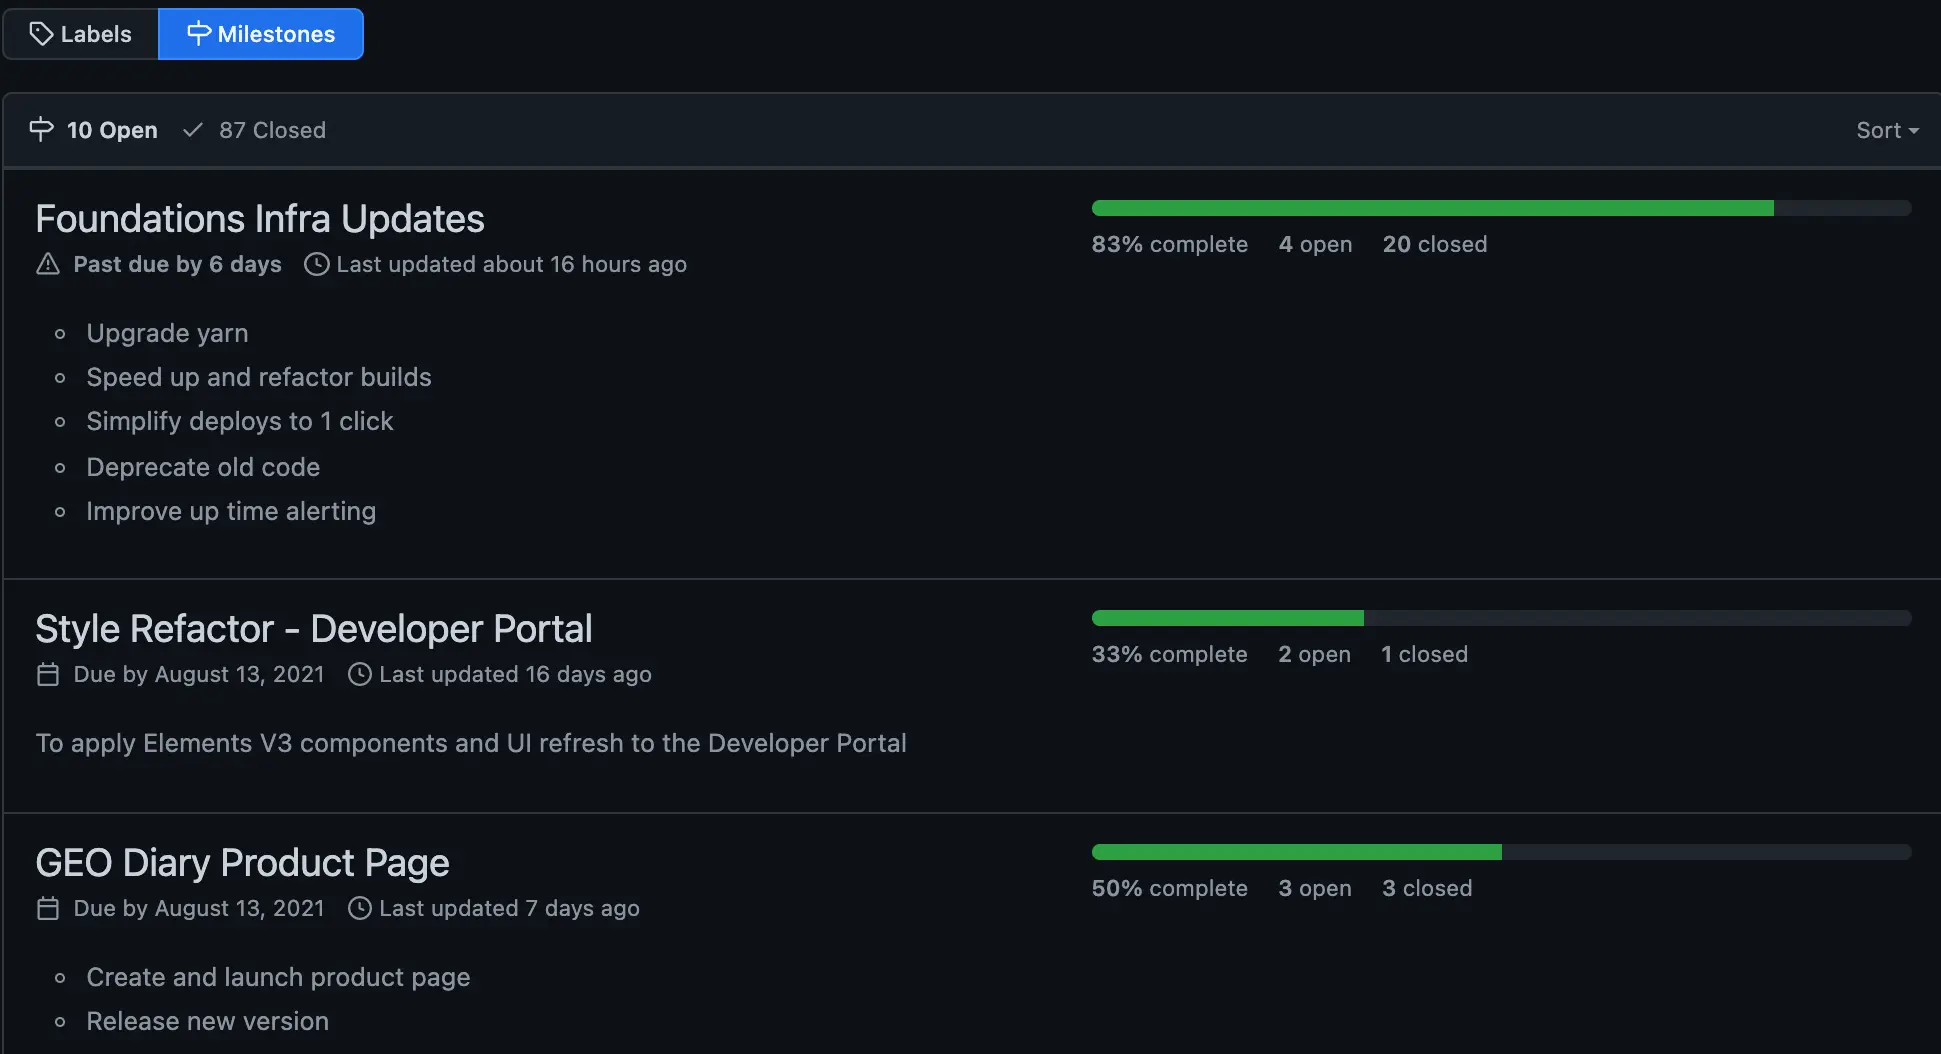 Labels Milestones
10 Open 87 Closed Sort
Foundations Infra Updates
83% complete 4 open 20 closed
Past due by 6 days Last updated about 16 hours ago
Upgrade yarn
Speed up and refactor builds
Simplify deploys to 1 click
Deprecate old code
Improve up time alerting
Style Refactor - Developer Portal
33% complete 2 open 1 closed
Due by August 13, 2021 Last updated 16 days ago
To apply Elements V3 components and UI refresh to the Developer Portal
GEO Diary Product Page
50% complete 3 open 3 closed
Due by August 13, 2021 Last updated 7 days ago
Create and launch product page
Release new version